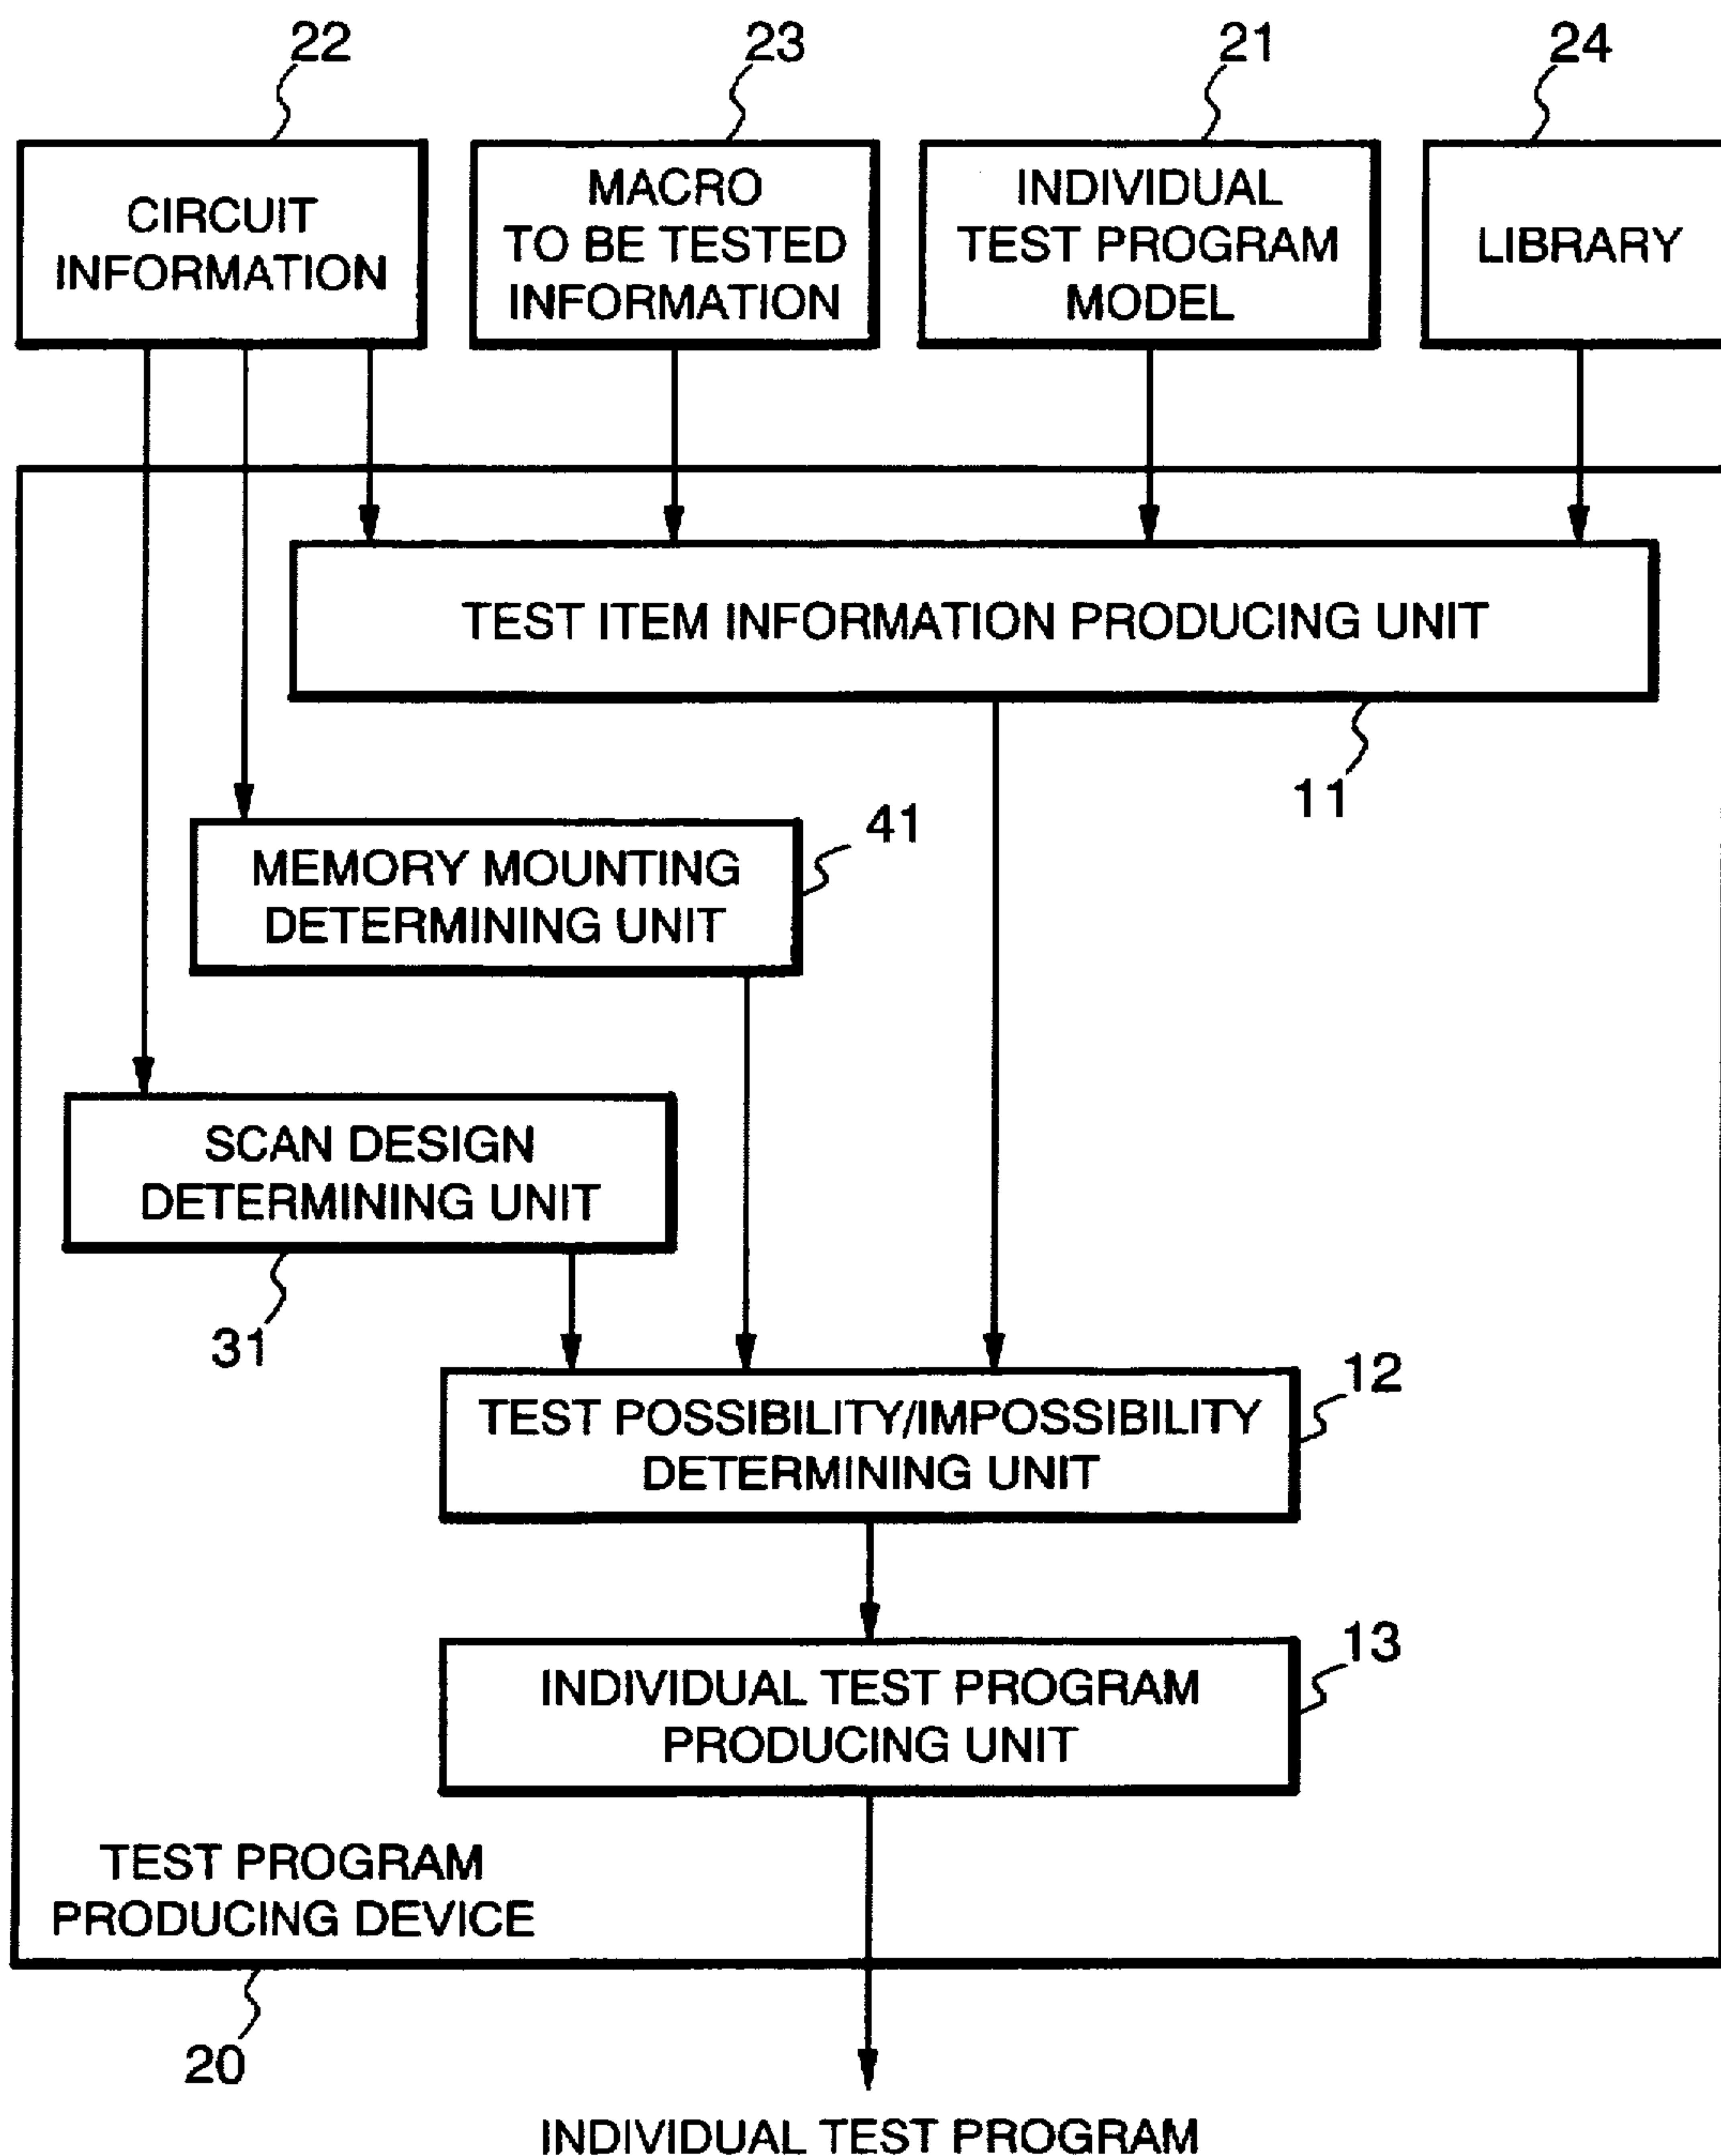 22
23
21
24
CIRCUIT
INFORMATION
MACRO
TO BE TESTED
INFORMATION
INDIVIDUAL
TEST PROGRAM
MODEL
LIBRARY
TEST ITEM INFORMATION PRODUCING UNIT
11
MEMORY MOUNTING
DETERMINING UNIT
41
SCAN DESIGN
DETERMINING UNIT
31
TEST POSSIBILITY/IMPOSSIBILITY
DETERMINING UNIT
12
INDIVIDUAL TEST PROGRAM
PRODUCING UNIT
13
TEST PROGRAM
PRODUCING DEVICE
20
INDIVIDUAL TEST PROGRAM